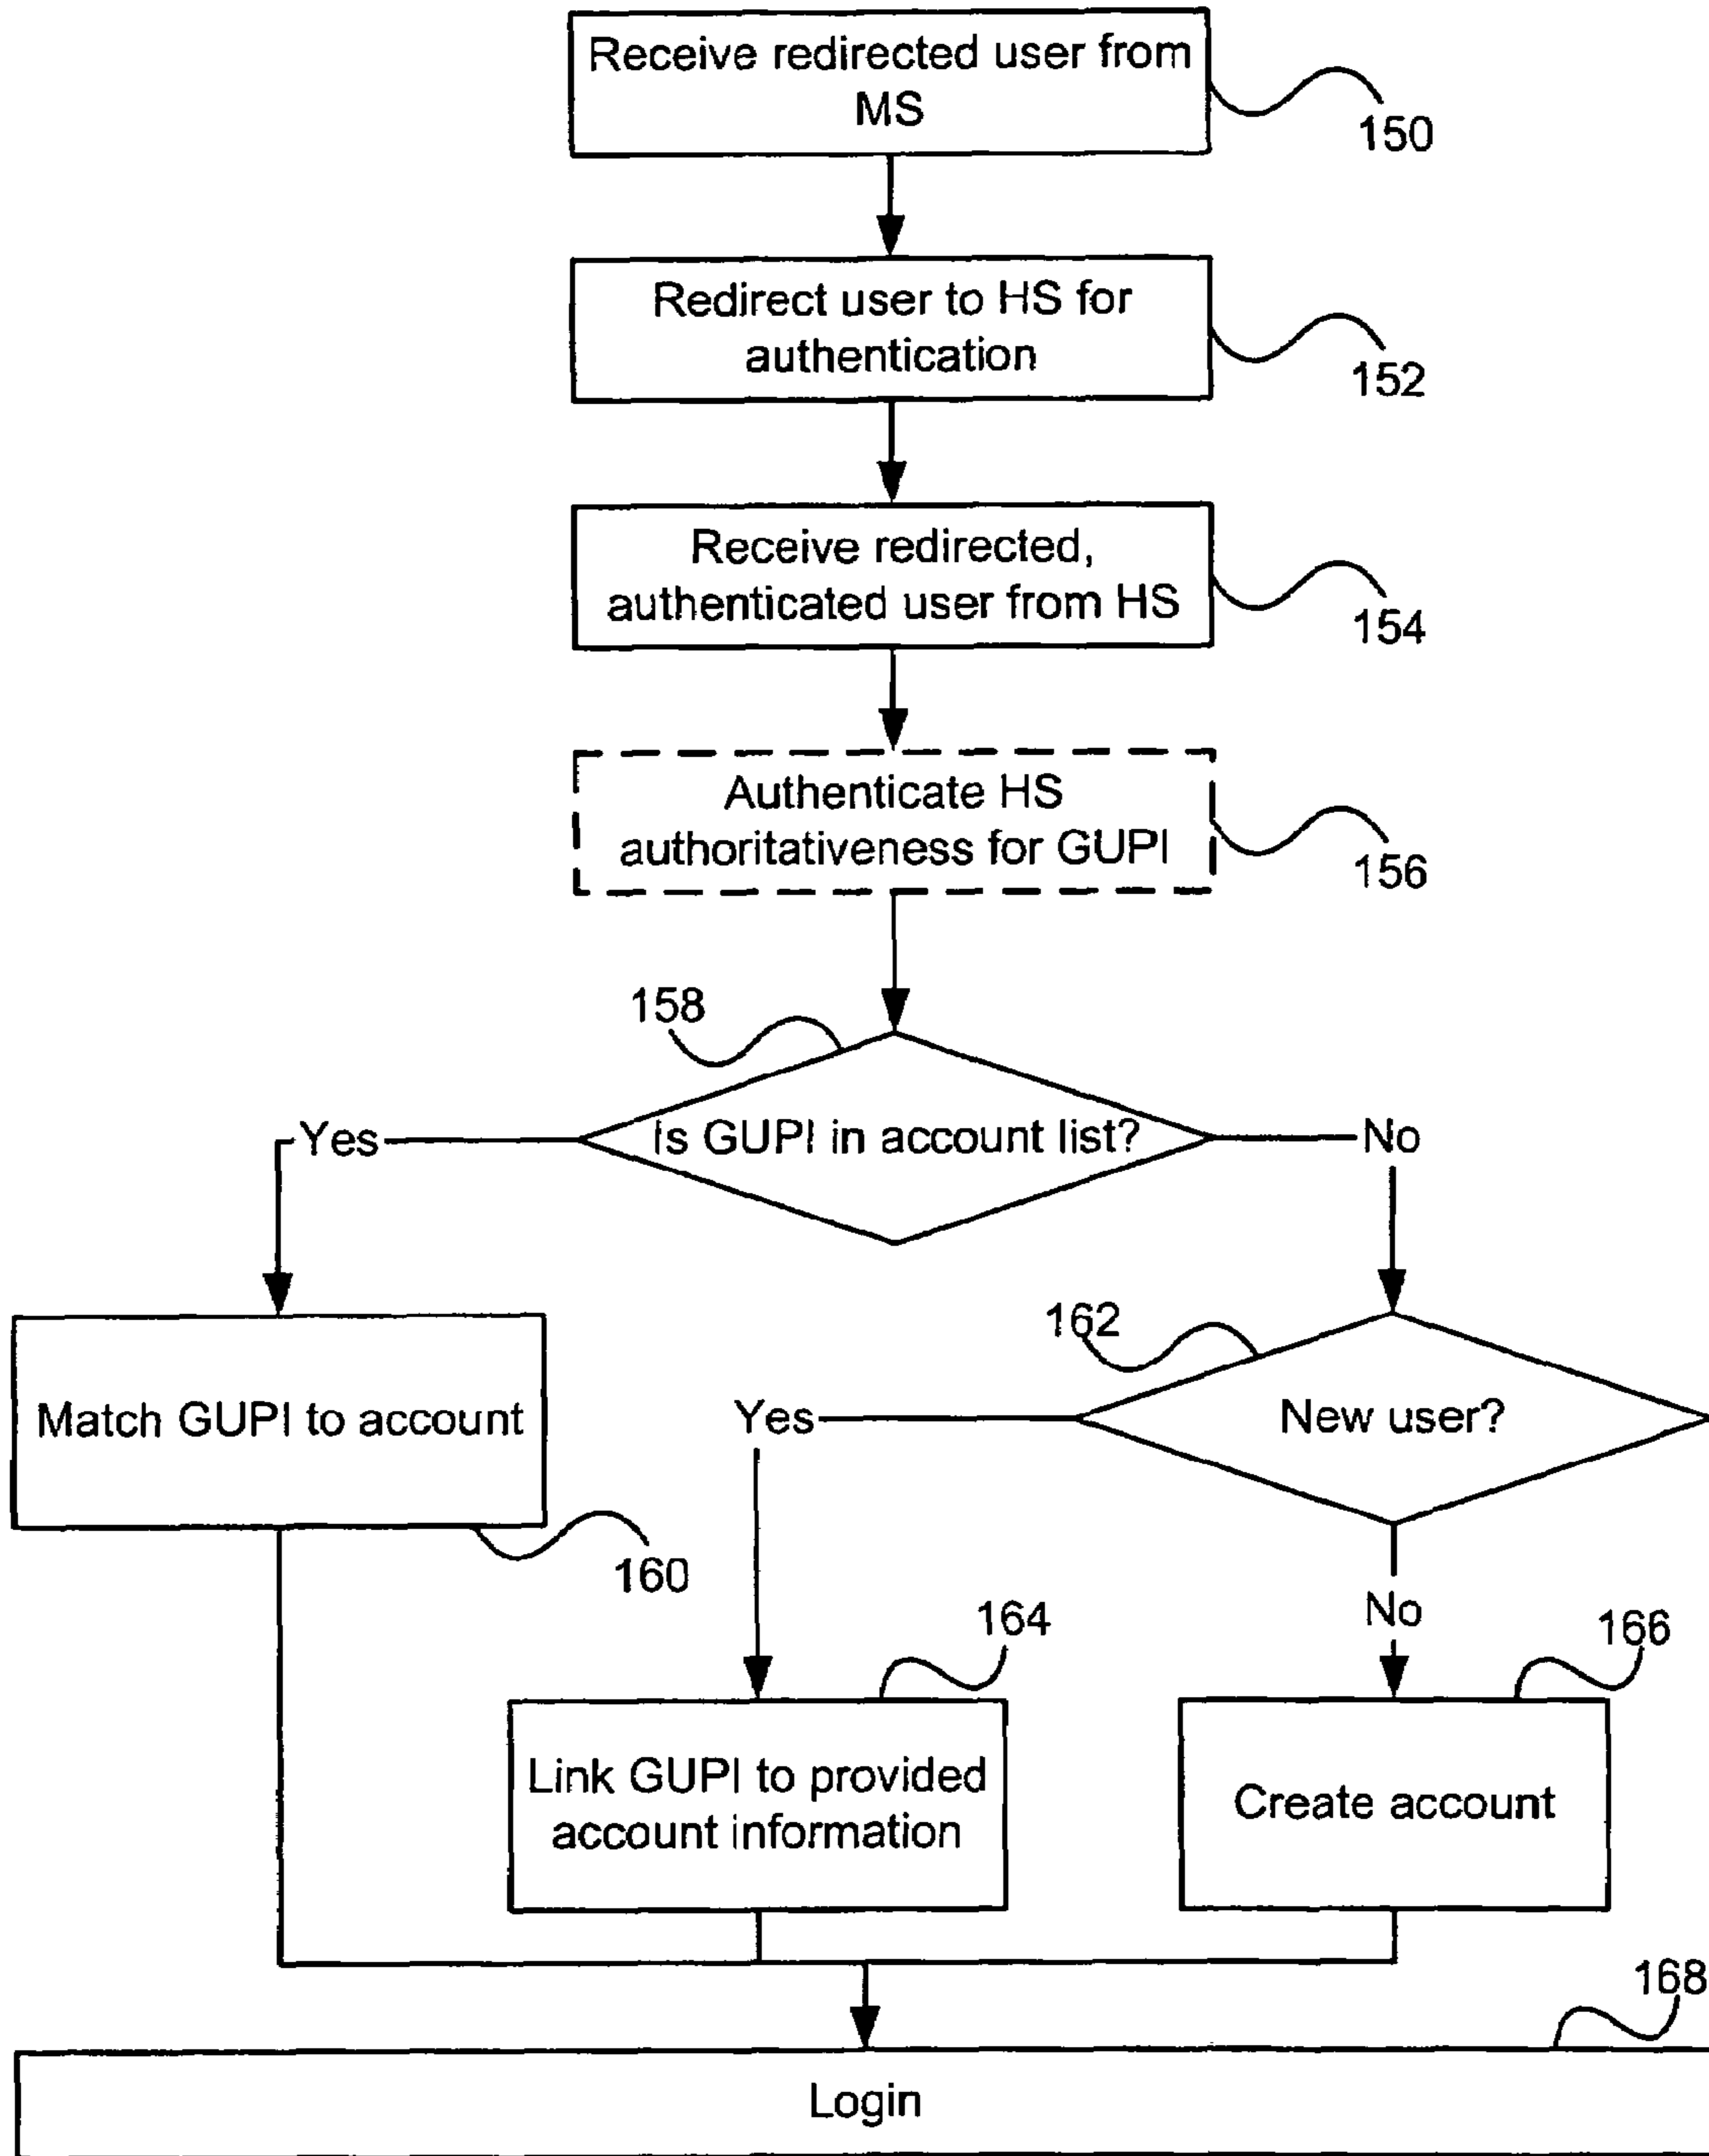 Receive redirected user from
MS
150
Redirect user to HS for
authentication
152
Receive redirected,
authenticated user from HS
154
Authenticate HS
authoritativeness for GUPI
156
158
Yes
Is GUPI in account list?
No
162
Match GUPI to account
Yes
New user?
160
No
164
166
Link GUPI to provided
account information
Create account
168
Login